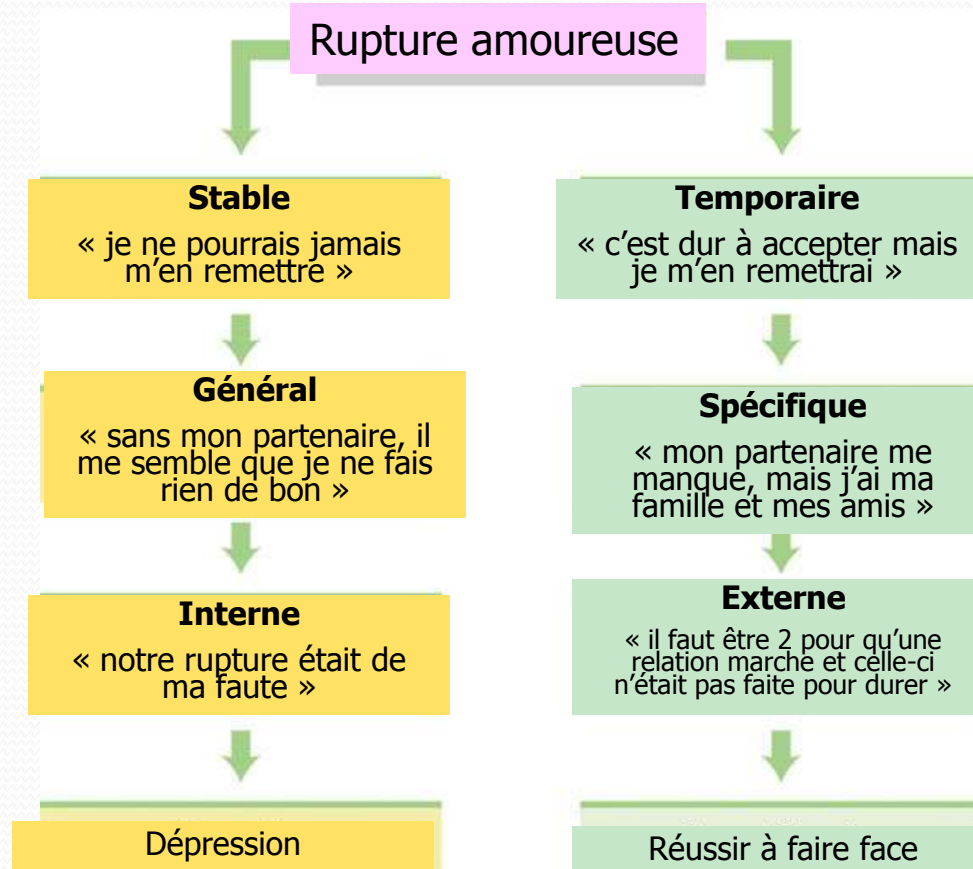 Rupture amoureuse
Stable
« je ne pourrais jamais
m'en remettre »
Général
« sans mon partenaire, il
me semble que je ne fais
rien de bon »
Interne
« notre rupture était de
ma faute »
Dépression
Temporaire
« c'est dur à accepter mais
je m'en remettrai »
Spécifique
« mon partenaire me
manque, mais j'ai ma
famille et mes amis »
Externe
« il faut être 2 pour qu'une
relation marche et celle-ci
n'était pas faite pour durer »
Réussir à faire face